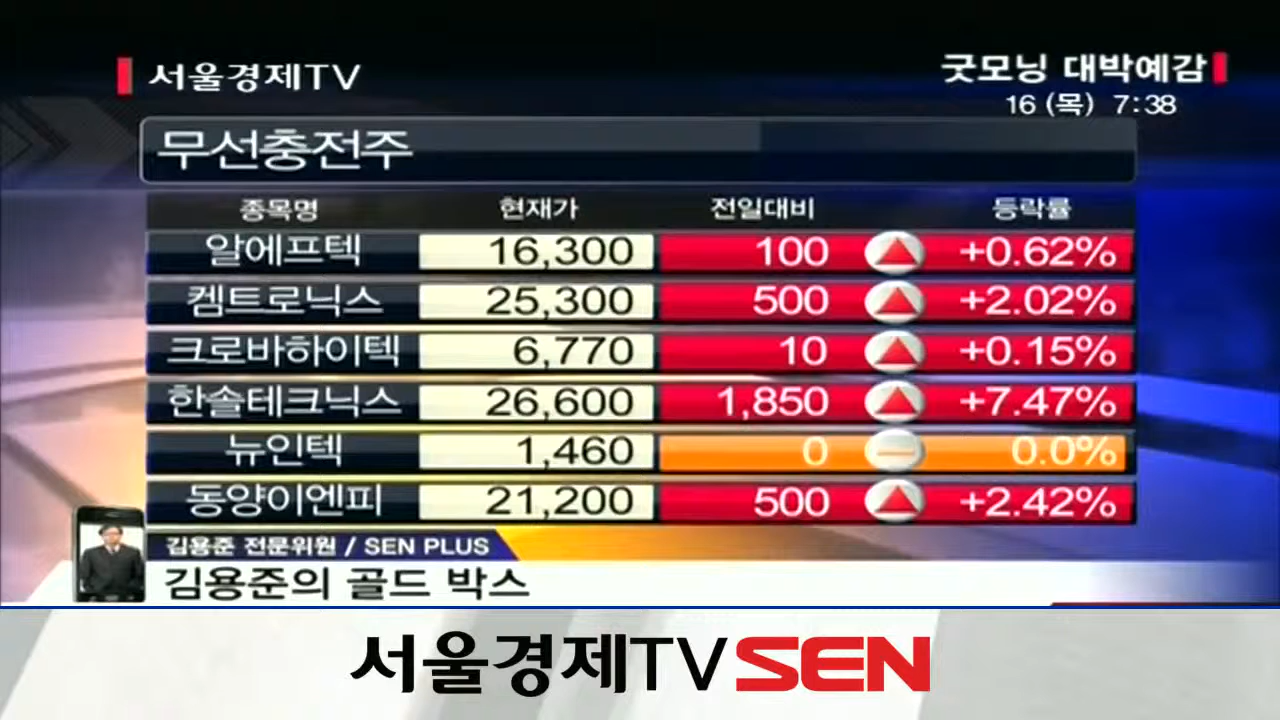 서울경제TV
굿모닝 대박예감
16 (목) 7:38
무선충전주
종목명 현재가 전일대비 등락률
알에프텍 16,300 100 +0.62%
켐트로닉스 25,300 500 +2.02%
크로바하이텍 6,770 10 +0.15%
한솔테크닉스 26,600 1,850 +7.47%
뉴인텍 1,460 0 0.0%
동양이엔피 21,200 500 +2.42%
김용준 전문위원 / SEN PLUS
김용준의 골드 박스
서울경제TV SEN